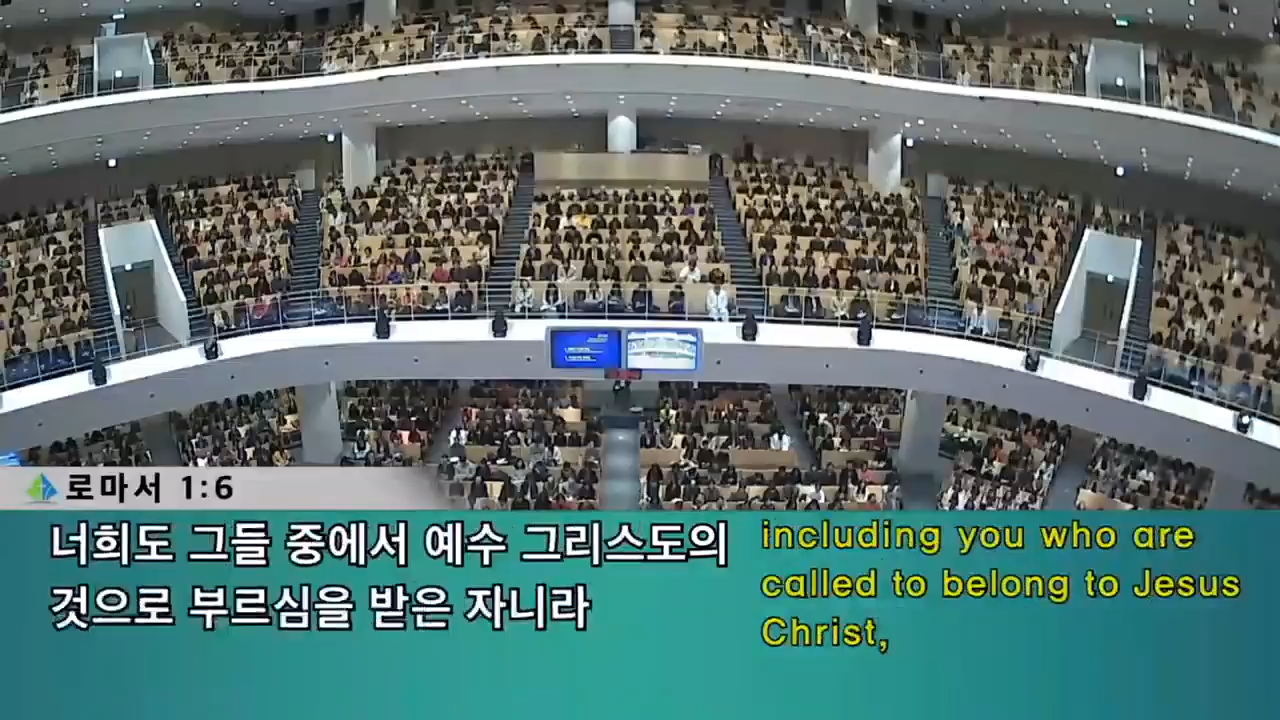 로마서 1:6
너희도 그들 중에서 예수 그리스도의
것으로 부르심을 받은 자니라
including you who are
called to belong to Jesus
Christ,